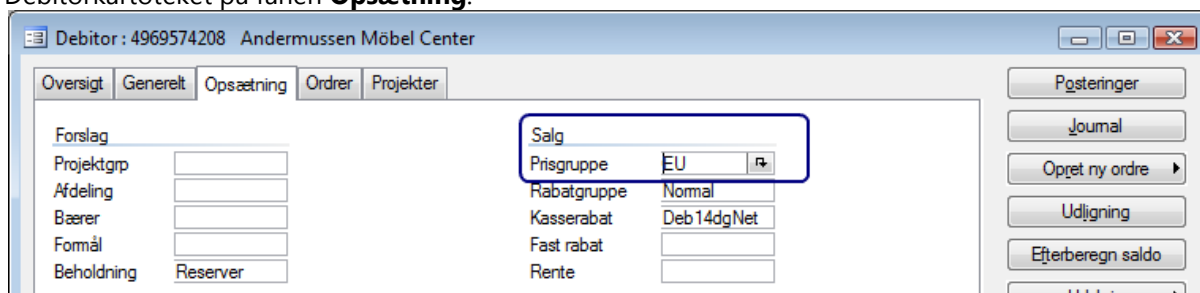 Debitorkartoteket på fanen Opsætning.
Debitor : 4969574208 Andermussen Möbel Center
Oversigt Generelt Opsætning Ordrer Projekter
Posteringer
Journal
Opret ny ordre
Udligning
Efterberegn saldo
Forslag
Projektgrp
Afdeling
Bærer
Formål
Beholdning Reserver
Salg
Prisgruppe EU
Rabatgruppe Normal
Kasserabat Deb14dgNet
Fast rabat
Rente